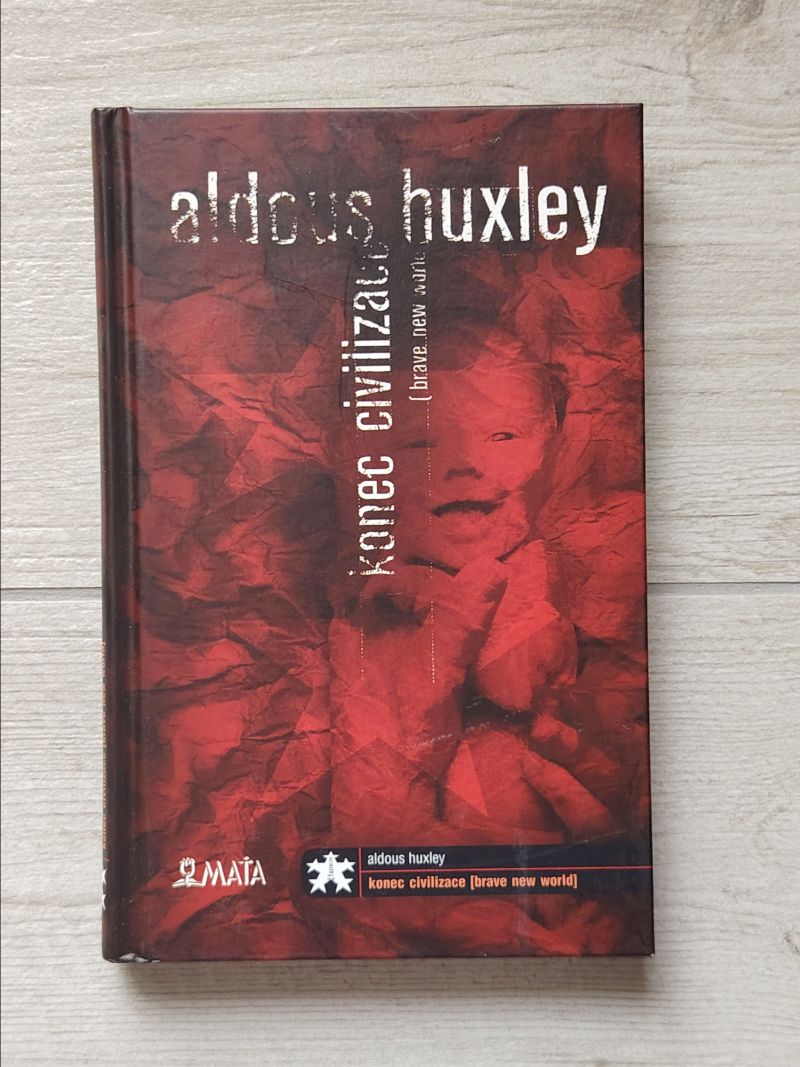 aldous huxley
konec civilizace
( brave new world
MAŤA
aldous huxley
konec civilizace [brave new world]